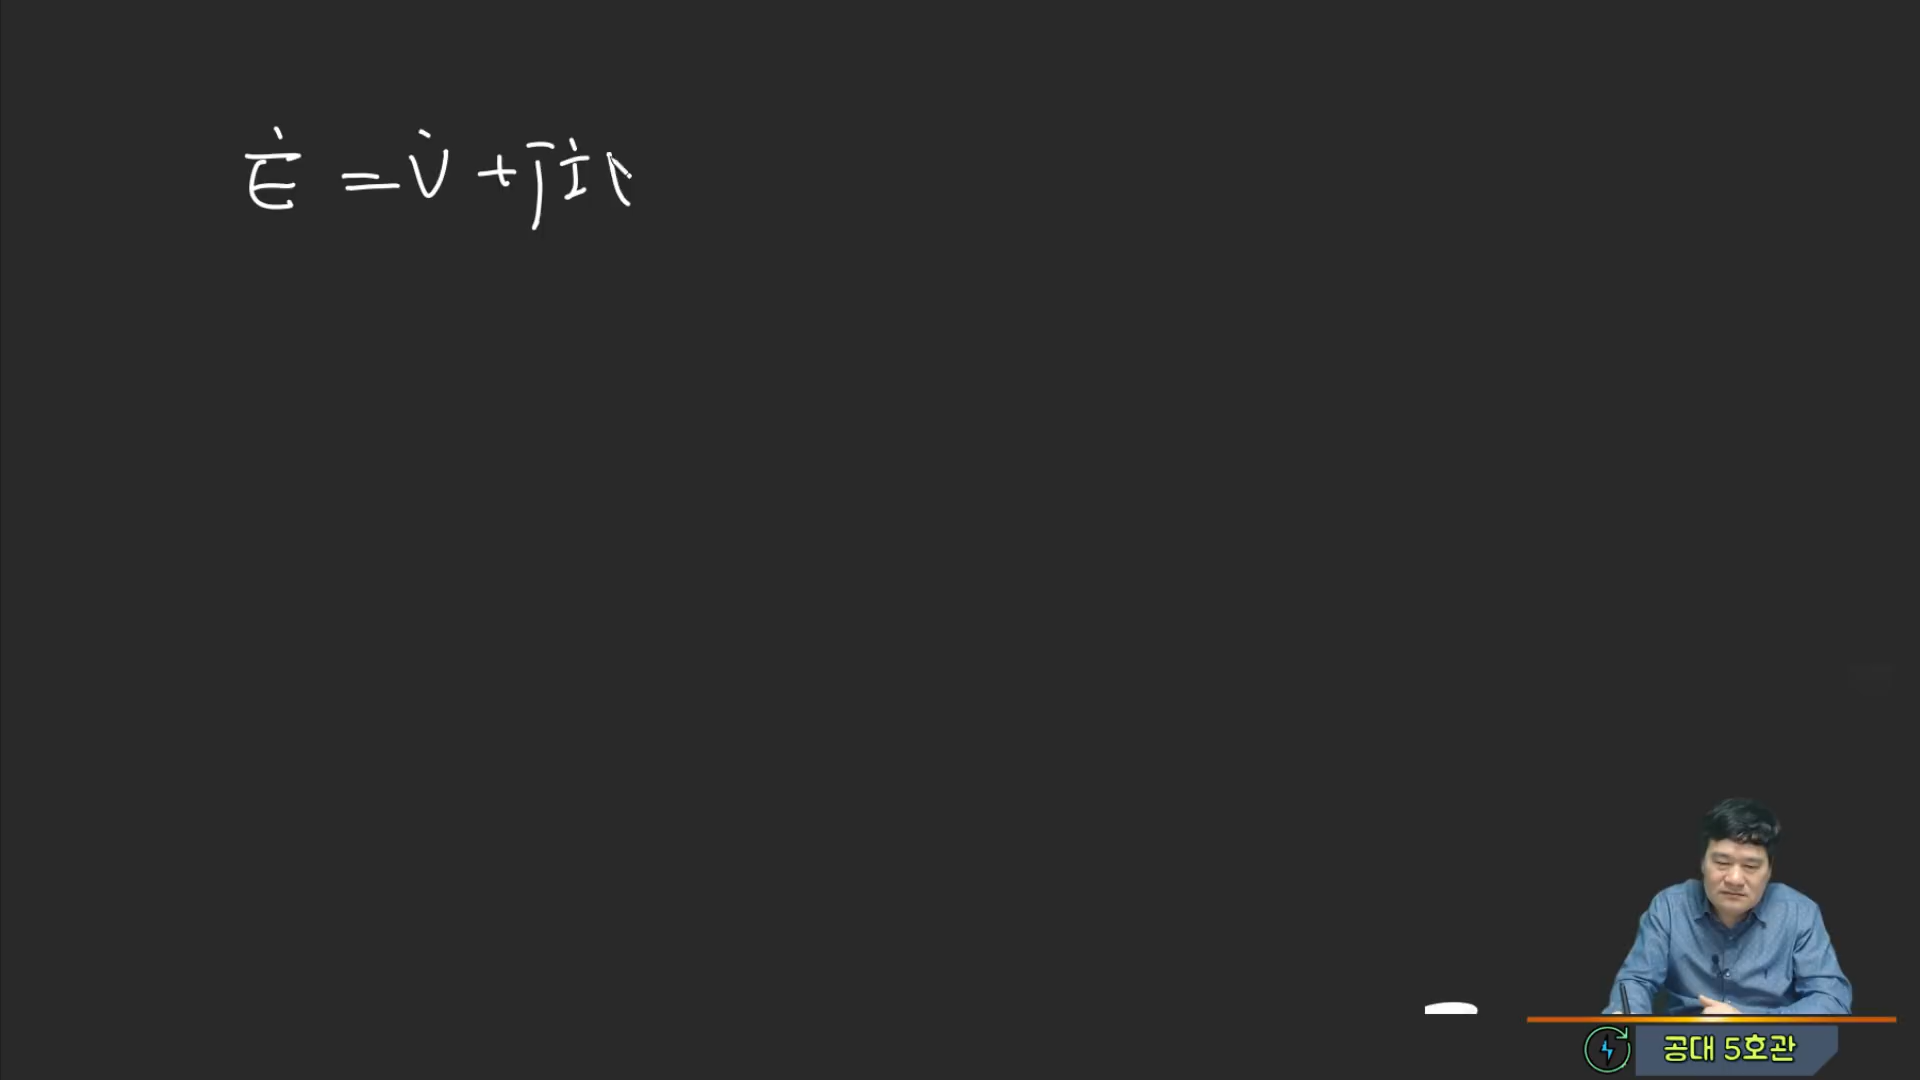 Ė = V̇ + jİ
공대 5호관